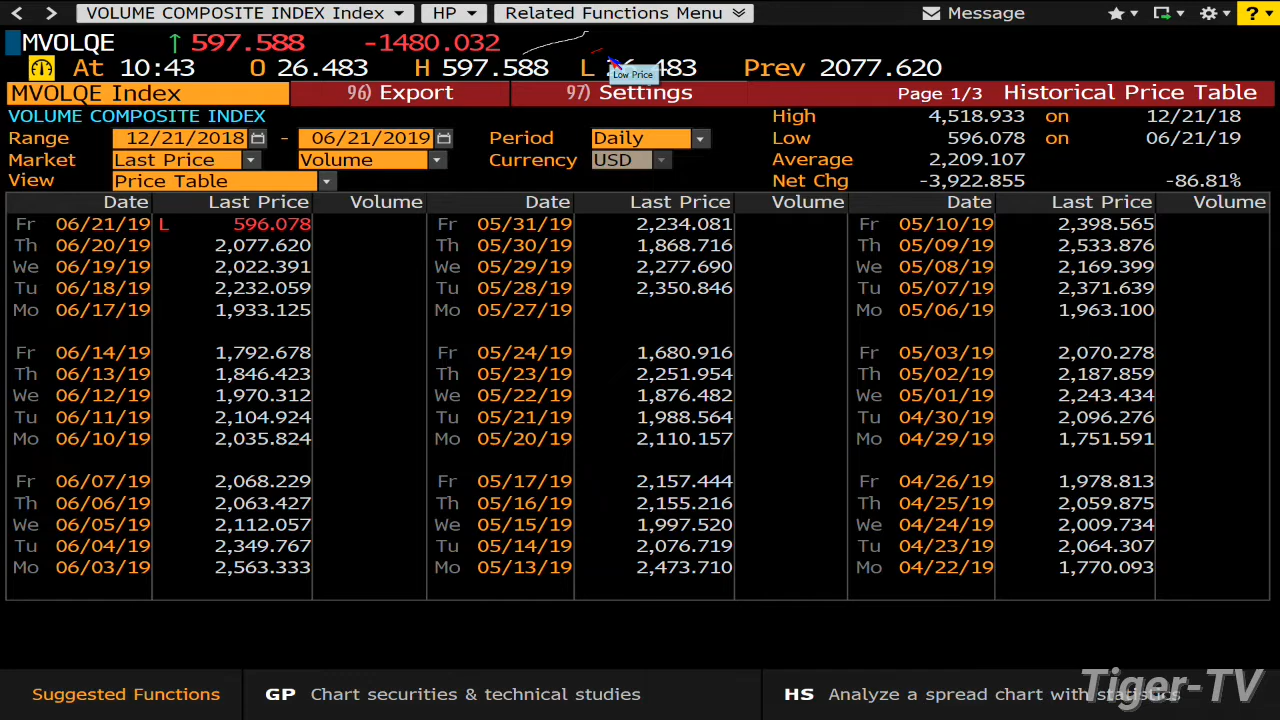 VOLUME COMPOSITE INDEX Index HP Related Functions Menu Message ?
MVOLQE ↑ 597.588 -1480.032
At 10:43 O 26.483 H 597.588 L 483 Prev 2077.620
Low Price
MVOLQE Index 96) Export 97) Settings Page 1/3 Historical Price Table
VOLUME COMPOSITE INDEX High 4,518.933 on 12/21/18
Range 12/21/2018 - 06/21/2019 Period Daily Low 596.078 on 06/21/19
Market Last Price Volume Currency USD Average 2,209.107
View Price Table Net Chg -3,922.855 -86.81%
Date Last Price Volume Date Last Price Volume Date Last Price Volume
Fr 06/21/19 L 596.078 Fr 05/31/19 2,234.081 Fr 05/10/19 2,398.565
Th 06/20/19 2,077.620 Th 05/30/19 1,868.716 Th 05/09/19 2,533.876
We 06/19/19 2,022.391 We 05/29/19 2,277.690 We 05/08/19 2,169.399
Tu 06/18/19 2,232.059 Tu 05/28/19 2,350.846 Tu 05/07/19 2,371.639
Mo 06/17/19 1,933.125 Mo 05/27/19 Mo 05/06/19 1,963.100
Fr 06/14/19 1,792.678 Fr 05/24/19 1,680.916 Fr 05/03/19 2,070.278
Th 06/13/19 1,846.423 Th 05/23/19 2,251.954 Th 05/02/19 2,187.859
We 06/12/19 1,970.312 We 05/22/19 1,876.482 We 05/01/19 2,243.434
Tu 06/11/19 2,104.924 Tu 05/21/19 1,988.564 Tu 04/30/19 2,096.276
Mo 06/10/19 2,035.824 Mo 05/20/19 2,110.157 Mo 04/29/19 1,751.591
Fr 06/07/19 2,068.229 Fr 05/17/19 2,157.444 Fr 04/26/19 1,978.813
Th 06/06/19 2,063.427 Th 05/16/19 2,155.216 Th 04/25/19 2,059.875
We 06/05/19 2,112.057 We 05/15/19 1,997.520 We 04/24/19 2,009.734
Tu 06/04/19 2,349.767 Tu 05/14/19 2,076.719 Tu 04/23/19 2,064.307
Mo 06/03/19 2,563.333 Mo 05/13/19 2,473.710 Mo 04/22/19 1,770.093
Suggested Functions GP Chart securities & technical studies HS Analyze a spread chart with statistics
Tiger-TV